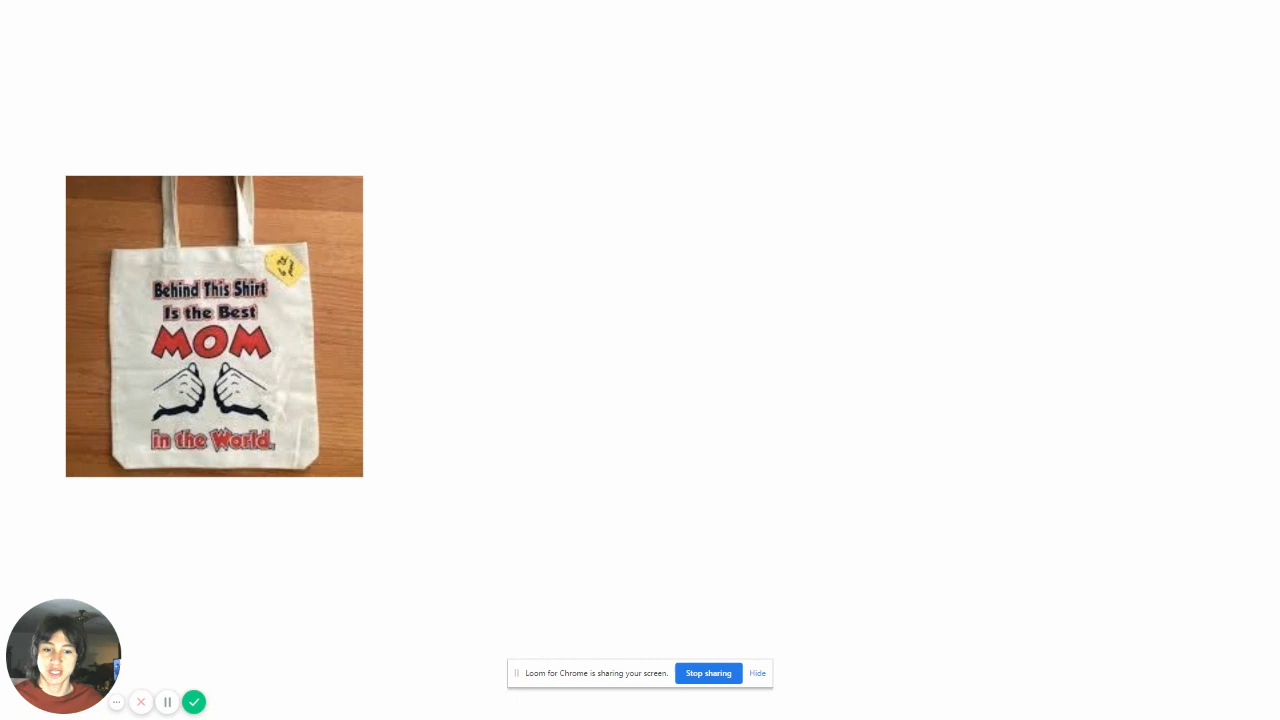 Behind This Shirt
Is the Best
MOM
in the World.
Loom for Chrome is sharing your screen.
Stop sharing
Hide